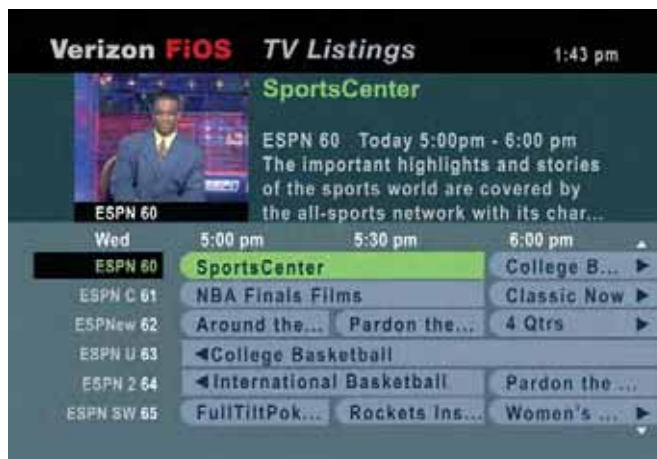 Verizon FiOS TV Listings 1:43 pm
SportsCenter
ESPN 60 Today 5:00pm - 6:00 pm
The important highlights and stories
of the sports world are covered by
the all-sports network with its char...
ESPN 60
Wed 5:00 pm 5:30 pm 6:00 pm
ESPN 60 SportsCenter College B...
ESPN C 61 NBA Finals Films Classic Now
ESPNew 62 Around the... Pardon the... 4 Qtrs
ESPN U 63 College Basketball
ESPN 2 64 International Basketball Pardon the ...
ESPN SW 65 FullTiltPok... Rockets Ins... Women's ...